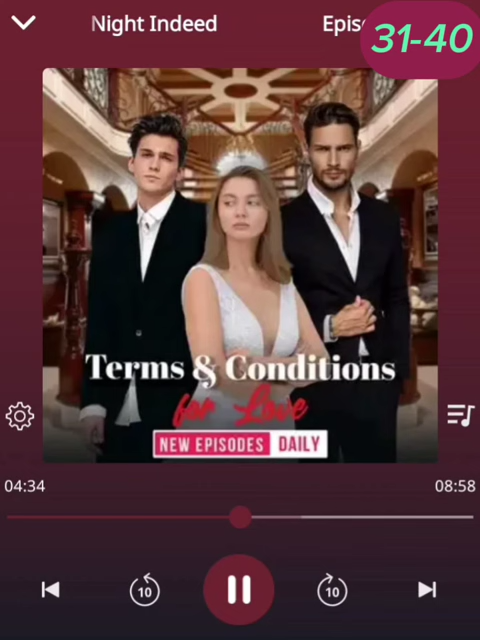 Night Indeed
Epis
31-40
Terms & Conditions
for Love
NEW EPISODES DAILY
04:34
08:58
10
10